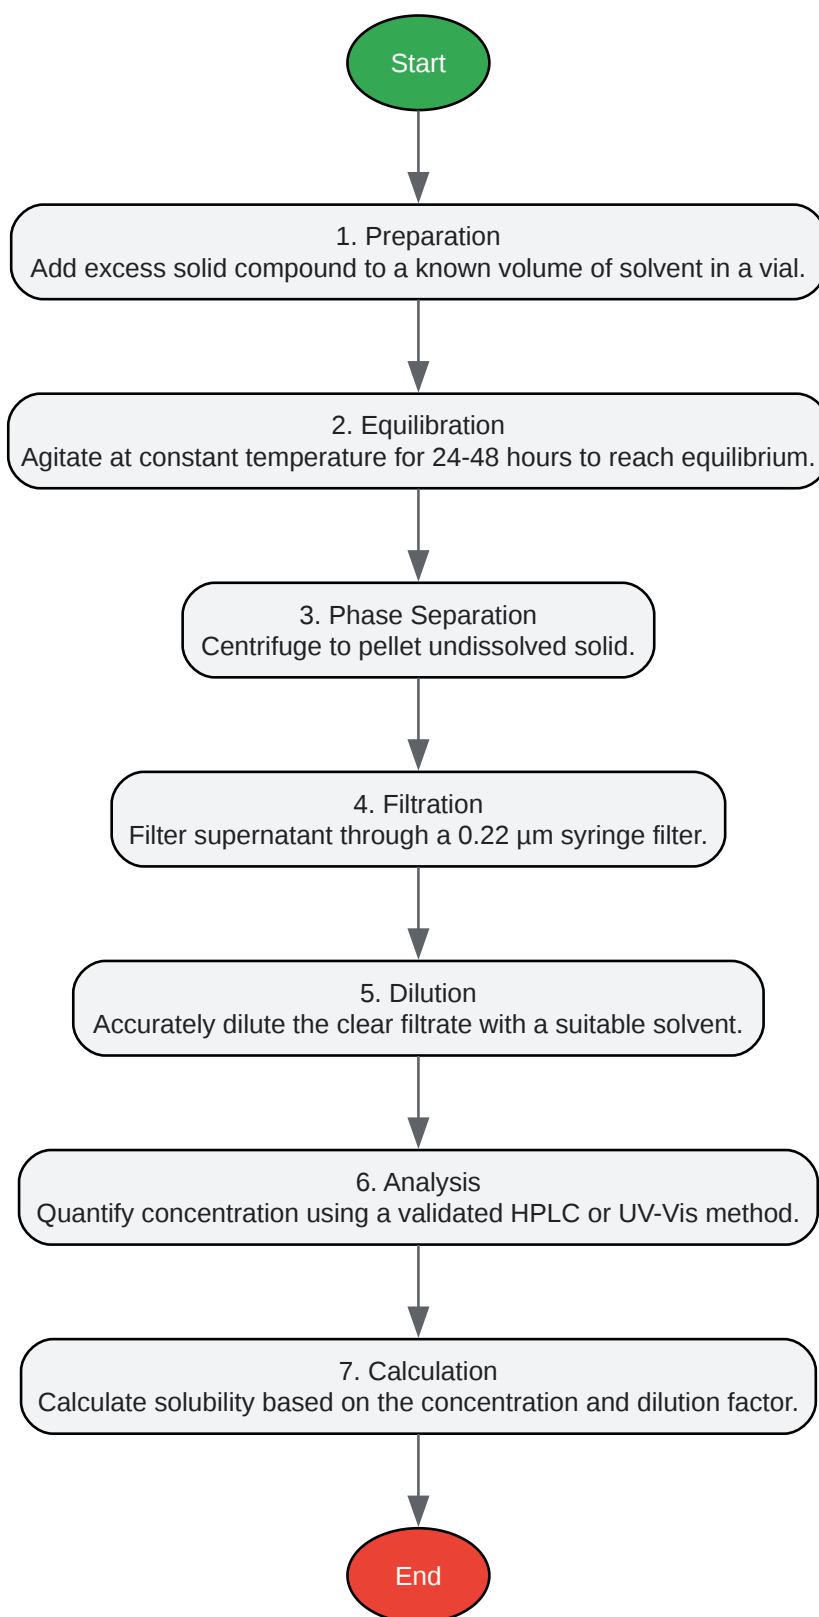 Start
1. Preparation
Add excess solid compound to a known volume of solvent in a vial.
2. Equilibration
Agitate at constant temperature for 24-48 hours to reach equilibrium.
3. Phase Separation
Centrifuge to pellet undissolved solid.
4. Filtration
Filter supernatant through a 0.22 µm syringe filter.
5. Dilution
Accurately dilute the clear filtrate with a suitable solvent.
6. Analysis
Quantify concentration using a validated HPLC or UV-Vis method.
7. Calculation
Calculate solubility based on the concentration and dilution factor.
End